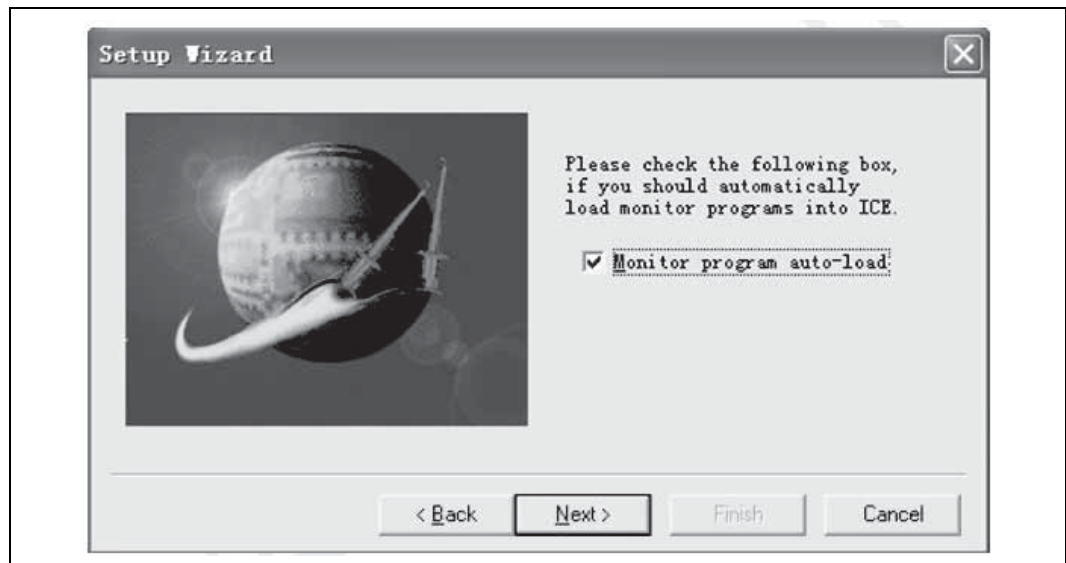 Setup Wizard
Please check the following box,
if you should automatically
load monitor programs into ICE.
Monitor program auto-load
< Back
Next >
Finish
Cancel